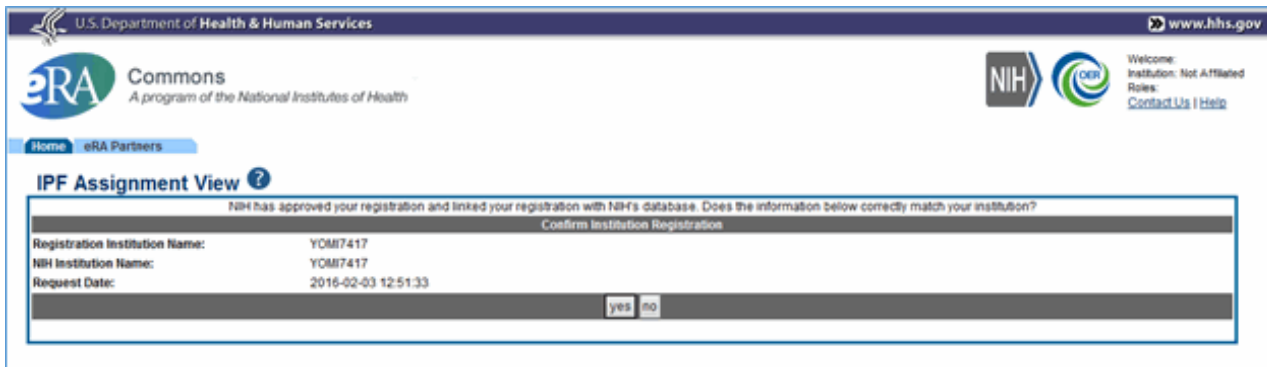 U.S. Department of Health & Human Services
www.hhs.gov
eRA
Commons
A program of the National Institutes of Health
NIH
OER
Welcome:
Institution: Not Affiliated
Roles:
Contact Us | Help
Home eRA Partners
IPF Assignment View ?
NIH has approved your registration and linked your registration with NIH's database. Does the information below correctly match your institution?
Confirm Institution Registration
Registration Institution Name: YOMI7417
NIH Institution Name: YOMI7417
Request Date: 2016-02-03 12:51:33
yes no